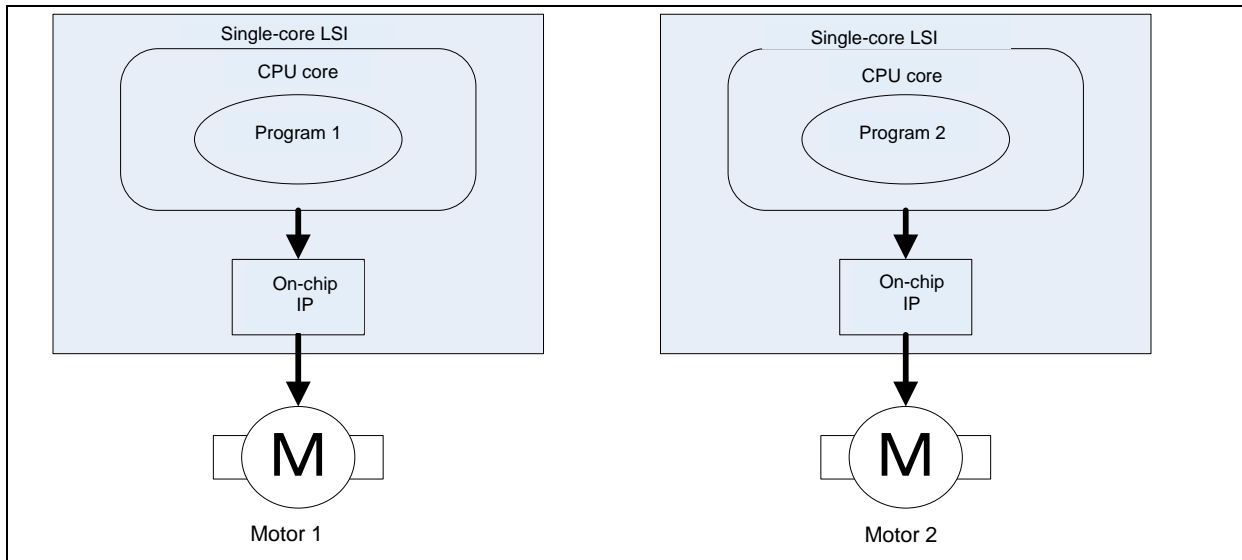 Single-core LSI
CPU core
Program 1
On-chip
IP
M
Motor 1
Single-core LSI
CPU core
Program 2
On-chip
IP
M
Motor 2